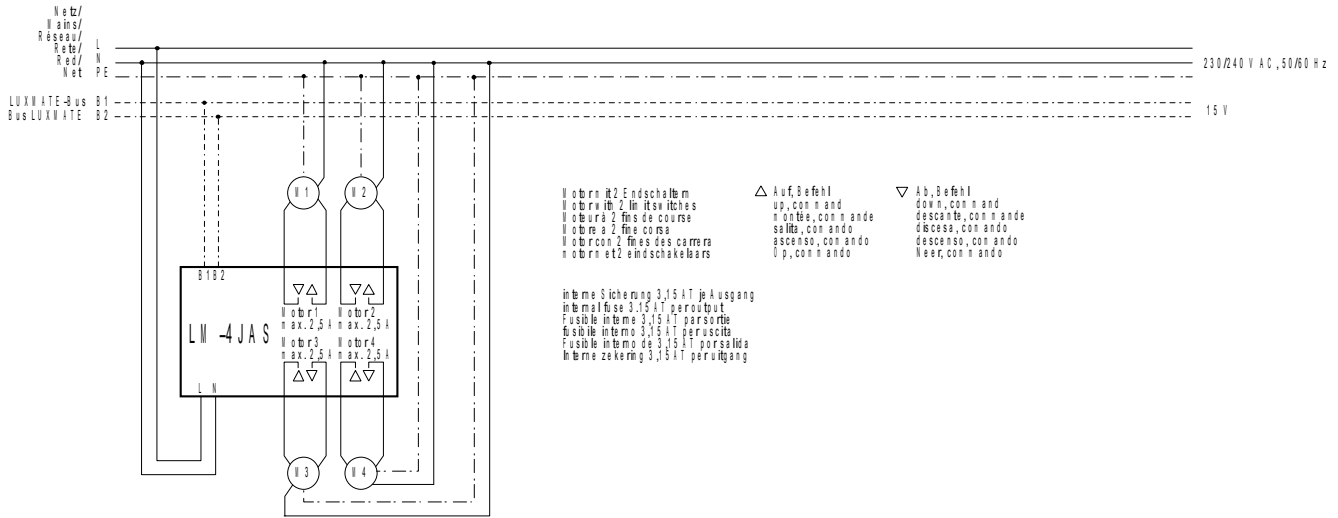 Netz/
Mains/
Réseau/
Rete/ L
Red/ N
Net PE
230/240 V AC, 50/60 Hz
LUXMATE-Bus B1
Bus LUXMATE B2
15 V
M1 M2
Motor mit 2 Endschaltern
Motor with 2 limit switches
Moteur à 2 fins de course
Motore a 2 fine corsa
Motor con 2 fines des carrera
motor met 2 eindschakelaars
Auf, Befehl
up, command
montée, commande
salita, comando
ascenso, comando
Op, commando
Ab, Befehl
down, command
descante, commande
discesa, comando
descenso, comando
Neer, commando
B1 B2
interne Sicherung 3,15 AT je Ausgang
internal fuse 3.15 AT per output
Fusible interne 3,15 AT par sortie
fusibile interno 3,15 AT per uscita
Fusible interno de 3,15 AT por salida
Interne zekering 3,15 AT per uitgang
LM-4JAS
Motor1 Motor2
max. 2,5 A max. 2,5 A
Motor3 Motor4
max. 2,5 A max. 2,5 A
L N
M3 M4